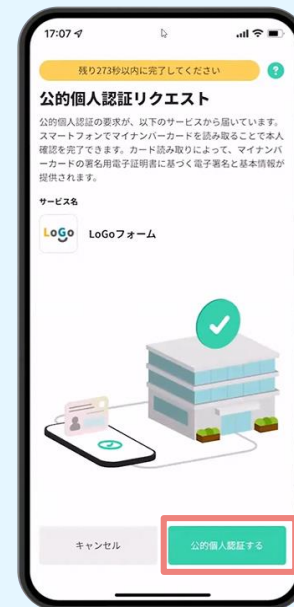 17:07
残り273秒以内に完了してください
?
公的個人認証リクエスト
公的個人認証の要求が、以下のサービスから届いています。
スマートフォンでマイナンバーカードを読み取ることで本人
確認を完了できます。カード読み取りによって、マイナンバ
ーカードの署名用電子証明書に基づく電子署名と基本情報が
提供されます。
サービス名
LoGo
LoGoフォーム
キャンセル
公的個人認証する